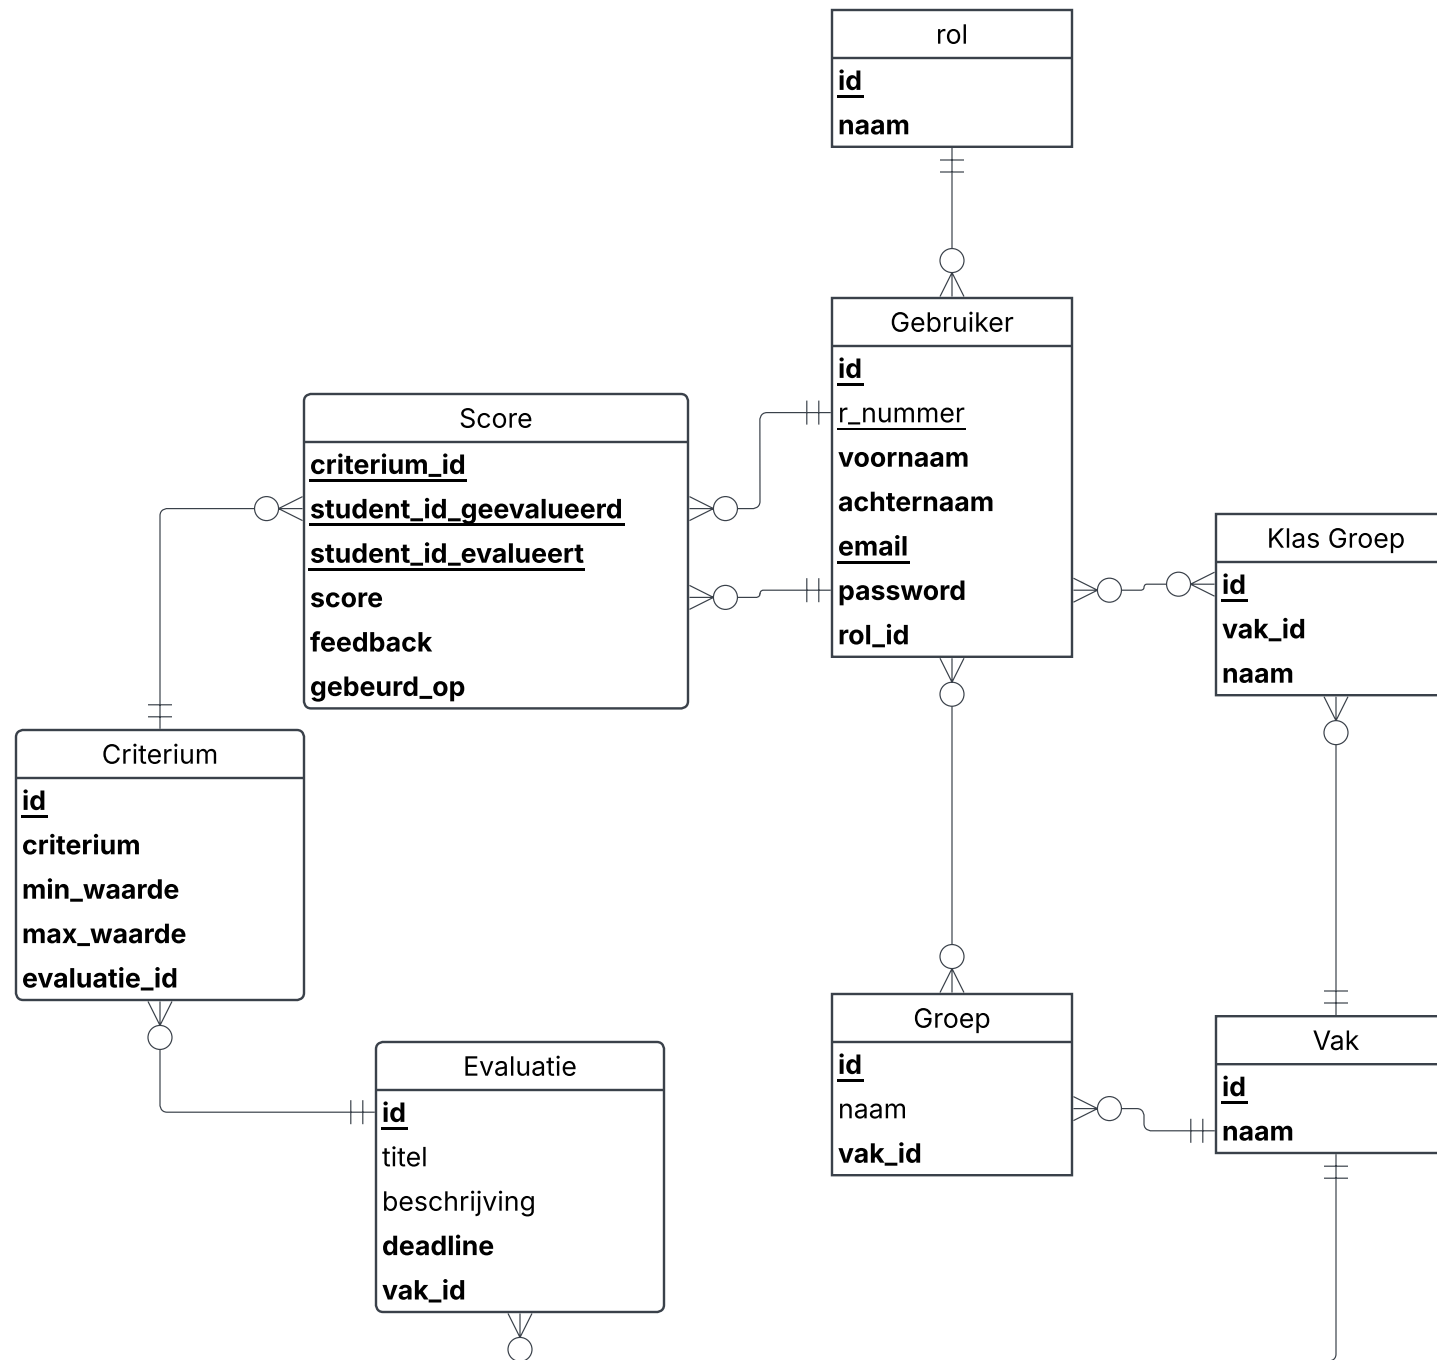 rol
id
naam
Gebruiker
id
r_nummer
voornaam
achternaam
email
password
rol_id
Score
criterium_id
student_id_geevalueerd
student_id_evalueert
score
feedback
gebeurd_op
Klas Groep
id
vak_id
naam
Criterium
id
criterium
min_waarde
max_waarde
evaluatie_id
Groep
id
naam
vak_id
Vak
id
naam
Evaluatie
id
titel
beschrijving
deadline
vak_id